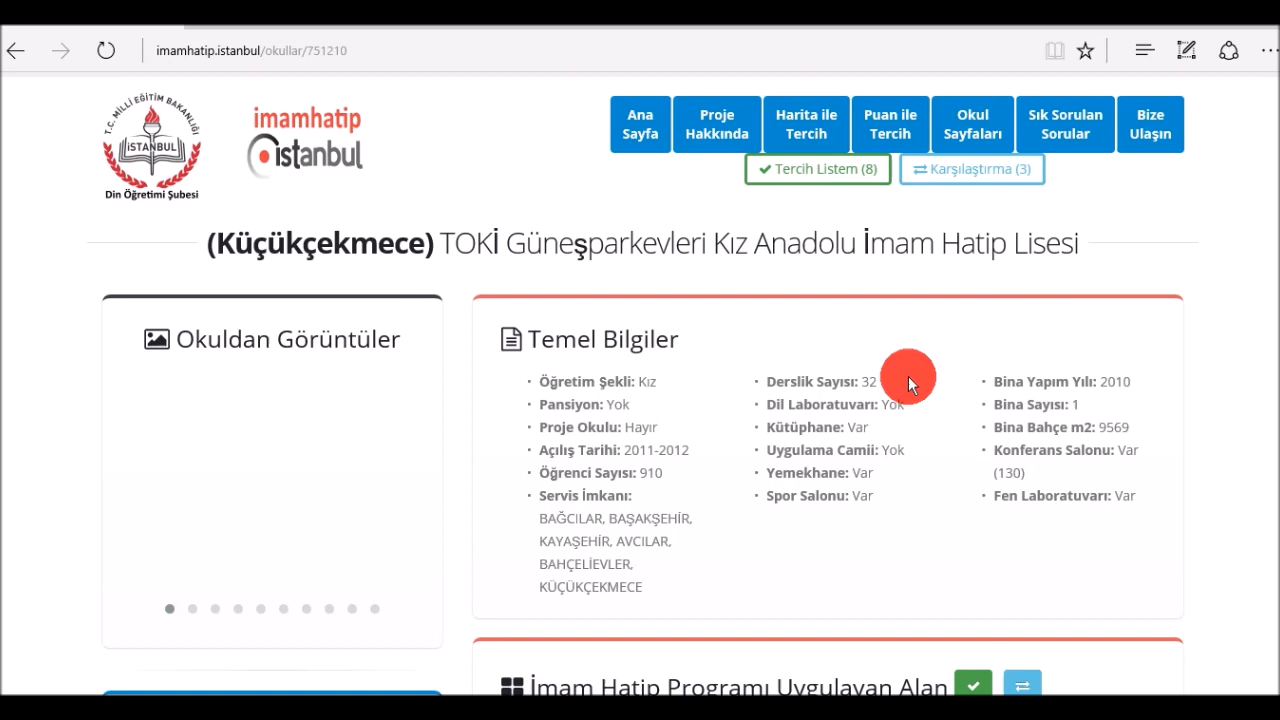 imamhatip.istanbul/okullar/751210
T.C. MİLLİ EĞİTİM BAKANLIĞI
İSTANBUL
Din Öğretimi Şubesi
imamhatip
istanbul
Ana Sayfa
Proje Hakkında
Harita ile Tercih
Puan ile Tercih
Okul Sayfaları
Sık Sorulan Sorular
Bize Ulaşın
Tercih Listem (8)
Karşılaştırma (3)
(Küçükçekmece) TOKİ Güneşparkevleri Kız Anadolu İmam Hatip Lisesi
Okuldan Görüntüler
Temel Bilgiler
Öğretim Şekli: Kız
Pansiyon: Yok
Proje Okulu: Hayır
Açılış Tarihi: 2011-2012
Öğrenci Sayısı: 910
Servis İmkanı:
BAĞCILAR, BAŞAKŞEHİR,
KAYAŞEHİR, AVCILAR,
BAHÇELİEVLER,
KÜÇÜKÇEKMECE
Derslik Sayısı: 32
Dil Laboratuvarı: Yok
Kütüphane: Var
Uygulama Camii: Yok
Yemekhane: Var
Spor Salonu: Var
Bina Yapım Yılı: 2010
Bina Sayısı: 1
Bina Bahçe m2: 9569
Konferans Salonu: Var
(130)
Fen Laboratuvarı: Var
İmam Hatip Programı Uygulayan Alan